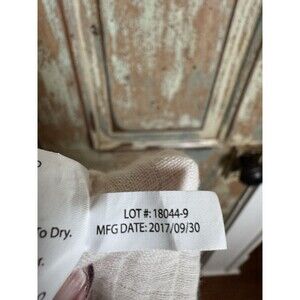 To Dry.
LOT #: 18044-9
MFG DATE: 2017/09/30